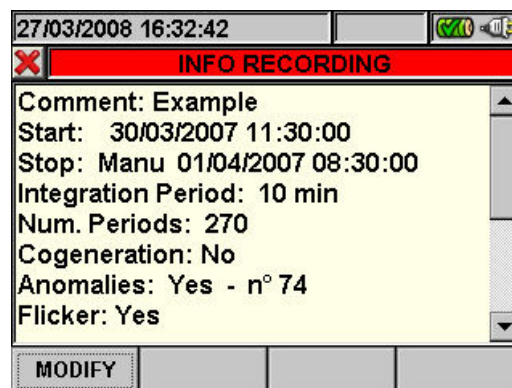 27/03/2008 16:32:42
INFO RECORDING
Comment: Example
Start: 30/03/2007 11:30:00
Stop: Manu 01/04/2007 08:30:00
Integration Period: 10 min
Num. Periods: 270
Cogeneration: No
Anomalies: Yes - n° 74
Flicker: Yes
MODIFY